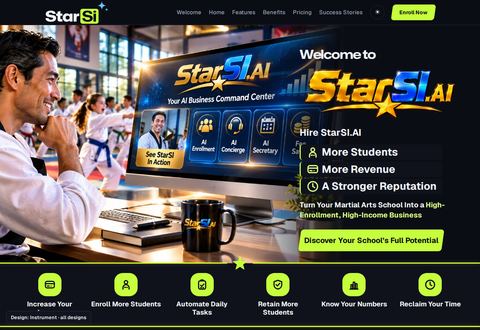 StarSi
Welcome Home Features Benefits Pricing Success Stories
Enroll Now
Welcome to
StarSI.AI
Hire StarSI.AI
More Students
More Revenue
A Stronger Reputation
Turn Your Martial Arts School Into a High-
Enrollment, High-Income Business
Discover Your School's Full Potential
StarSI.AI
Your AI Business Command Center
See StarSI
In Action
AI
Enrollment
AI
Concierge
AI
Secretary
StarSI.AI
Increase Your
Enroll More Students
Automate Daily
Tasks
Retain More
Students
Know Your Numbers
Reclaim Your Time
Design: Instrument · all designs